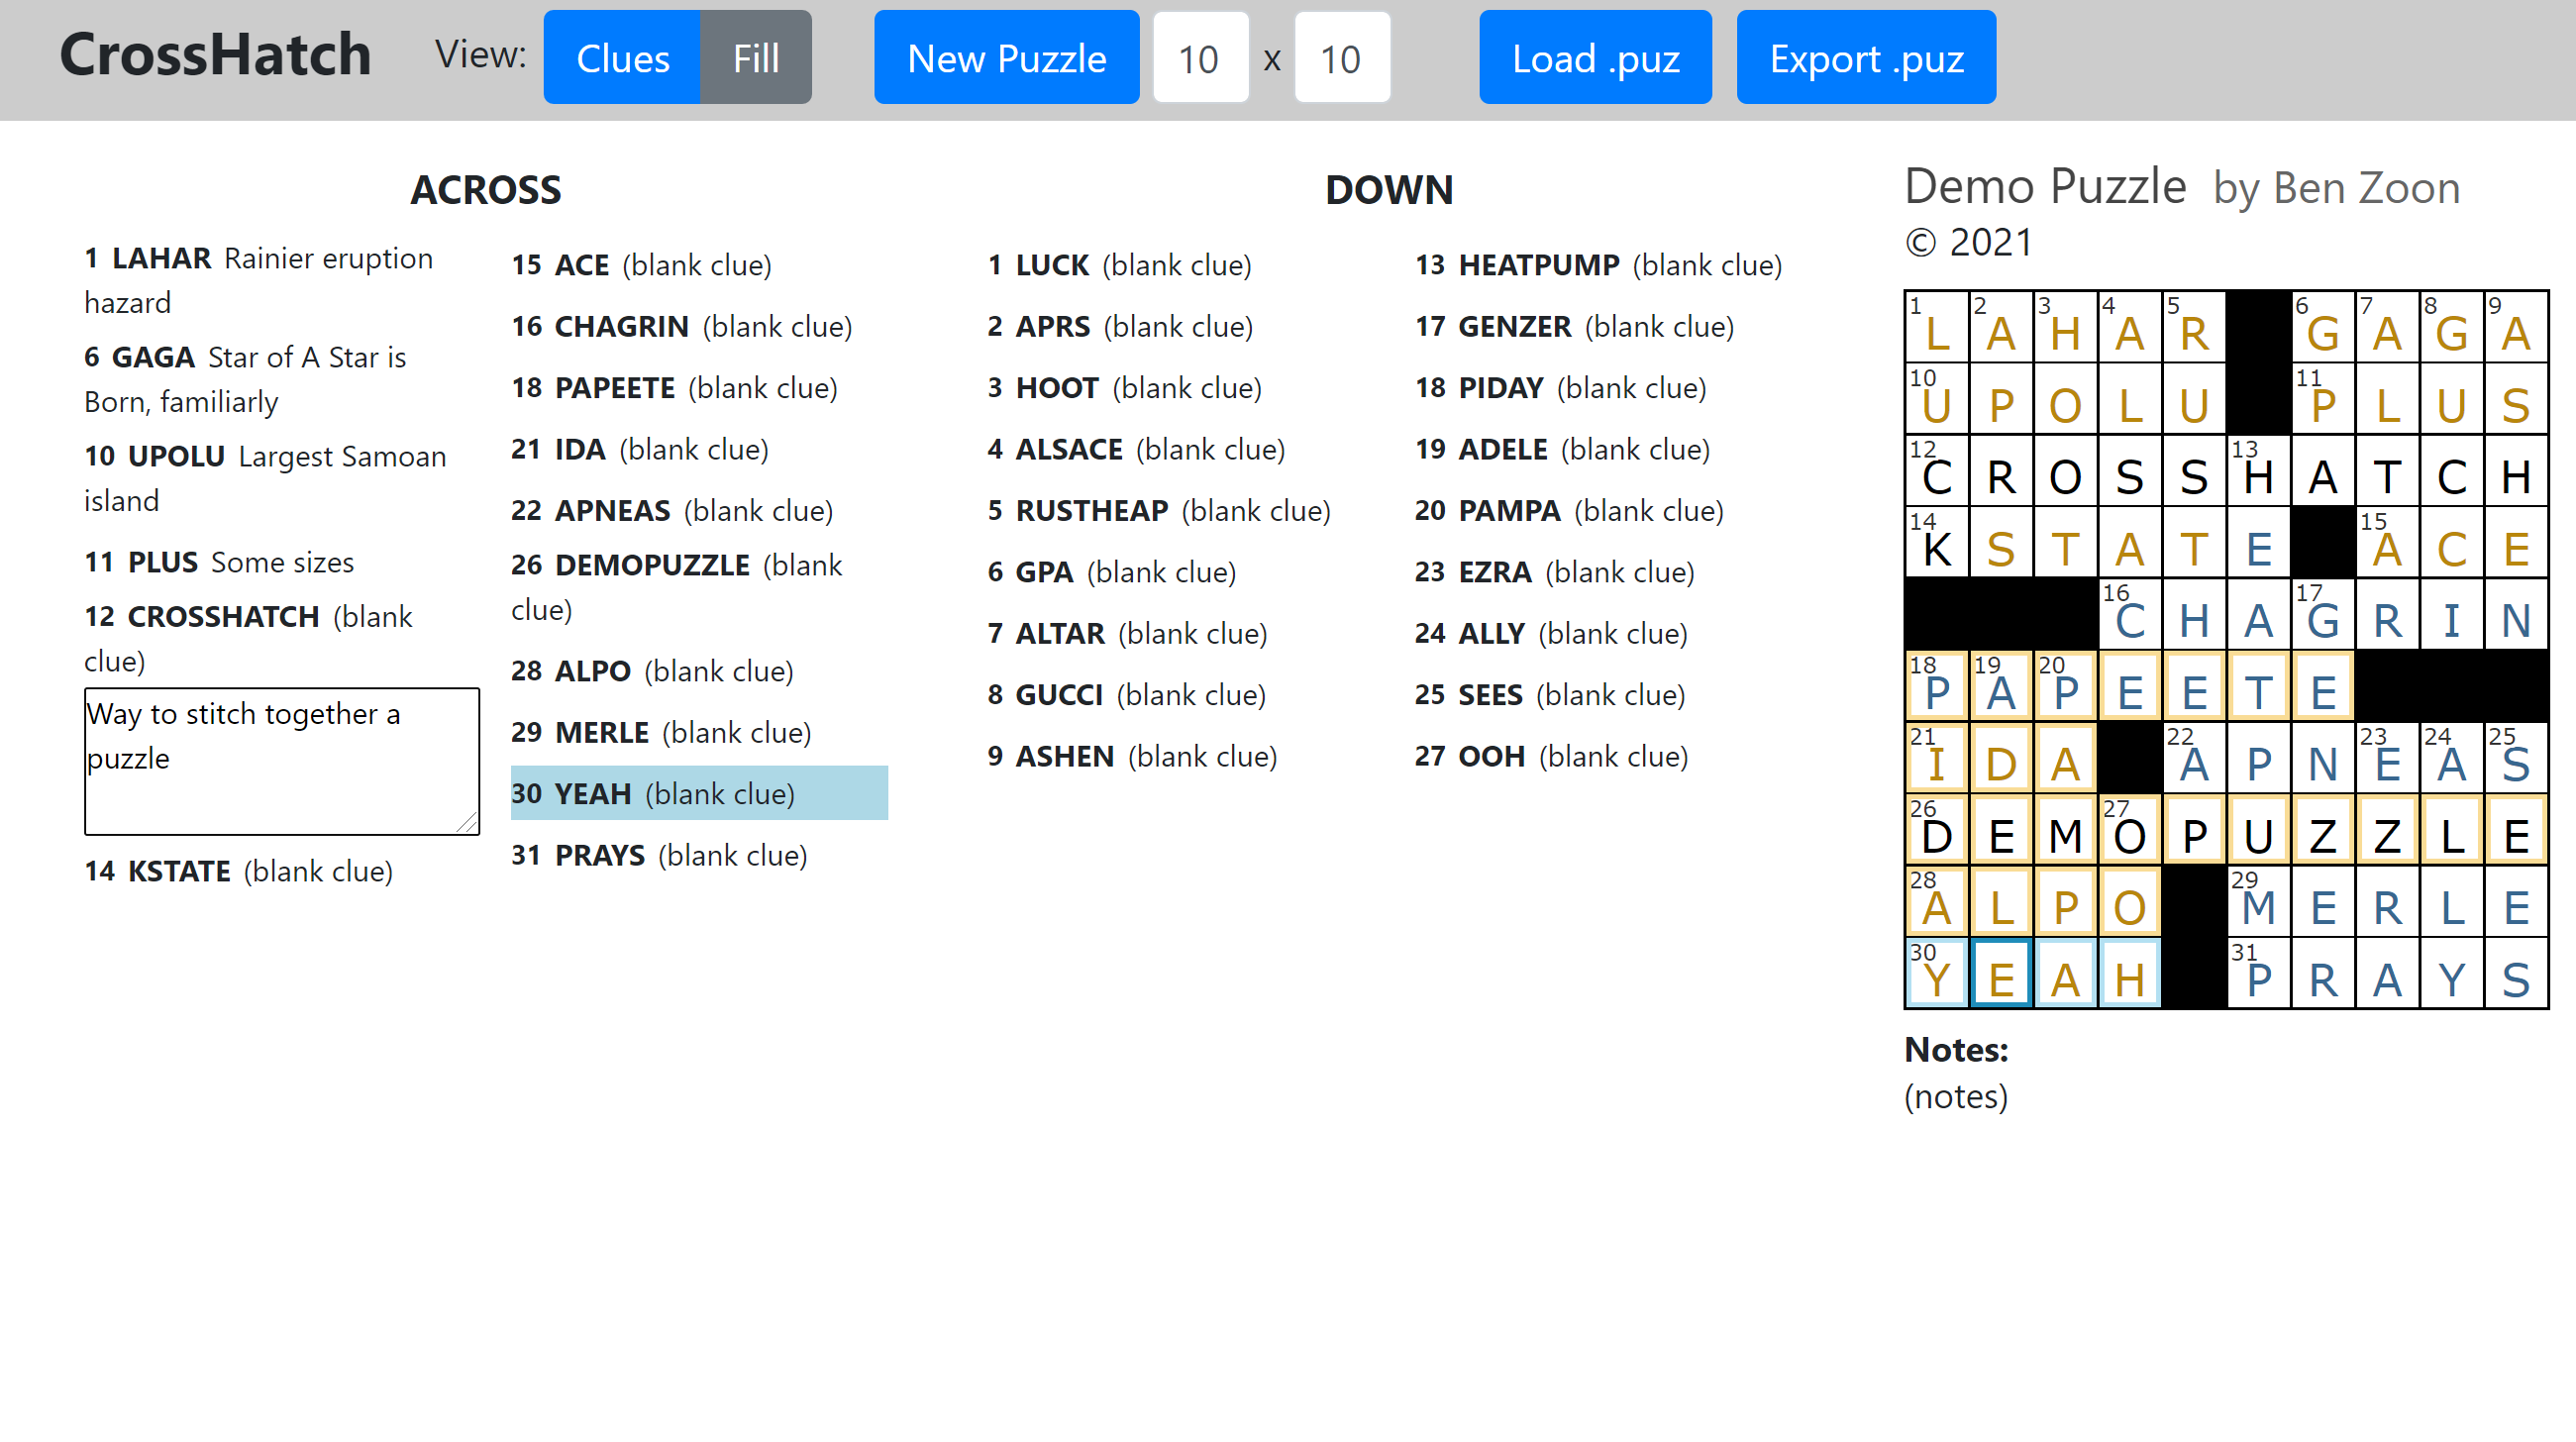 CrossHatch View: Clues Fill New Puzzle 10 x 10 Load .puz Export .puz
ACROSS
1 LAHAR Rainier eruption
hazard
6 GAGA Star of A Star is
Born, familiarly
10 UPOLU Largest Samoan
island
11 PLUS Some sizes
12 CROSSHATCH (blank
clue)
Way to stitch together a
puzzle
14 KSTATE (blank clue)
15 ACE (blank clue)
16 CHAGRIN (blank clue)
18 PAPEETE (blank clue)
21 IDA (blank clue)
22 APNEAS (blank clue)
26 DEMOPUZZLE (blank
clue)
28 ALPO (blank clue)
29 MERLE (blank clue)
30 YEAH (blank clue)
31 PRAYS (blank clue)
DOWN
1 LUCK (blank clue)
2 APRS (blank clue)
3 HOOT (blank clue)
4 ALSACE (blank clue)
5 RUSTHEAP (blank clue)
6 GPA (blank clue)
7 ALTAR (blank clue)
8 GUCCI (blank clue)
9 ASHEN (blank clue)
13 HEATPUMP (blank clue)
17 GENZER (blank clue)
18 PIDAY (blank clue)
19 ADELE (blank clue)
20 PAMPA (blank clue)
23 EZRA (blank clue)
24 ALLY (blank clue)
25 SEES (blank clue)
27 OOH (blank clue)
Demo Puzzle by Ben Zoon
© 2021
1 L 2 A 3 H 4 A 5 R 6 G 7 A 8 G 9 A
10 U P O L U 11 P L U S
12 C R O S S 13 H A T C H
14 K S T A T E 15 A C E
16 C H A 17 G R I N
18 P 19 A 20 P E E T E
21 I D A 22 A P N 23 E 24 A 25 S
26 D E M 27 O P U Z Z L E
28 A L P O 29 M E R L E
30 Y E A H 31 P R A Y S
Notes:
(notes)